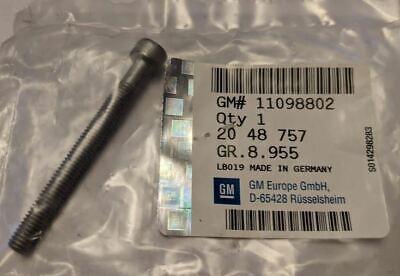 GM# 11098802
Qty 1
20 48 757
GR.8.955
LB019 MADE IN GERMANY
GM
GM Europe GmbH,
D-65428 Rüsselsheim
S014298283